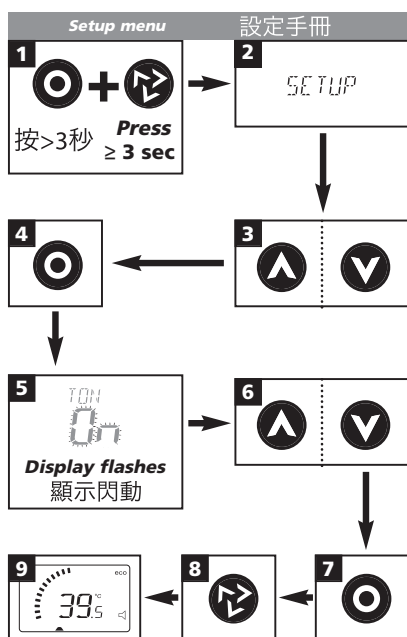 Setup menu 設定手冊
1
2
按>3秒
Press
≥ 3 sec
SETUP
4
3
5
TON
On
Display flashes
顯示閃動
6
9
eco
39.5 °c
8
7